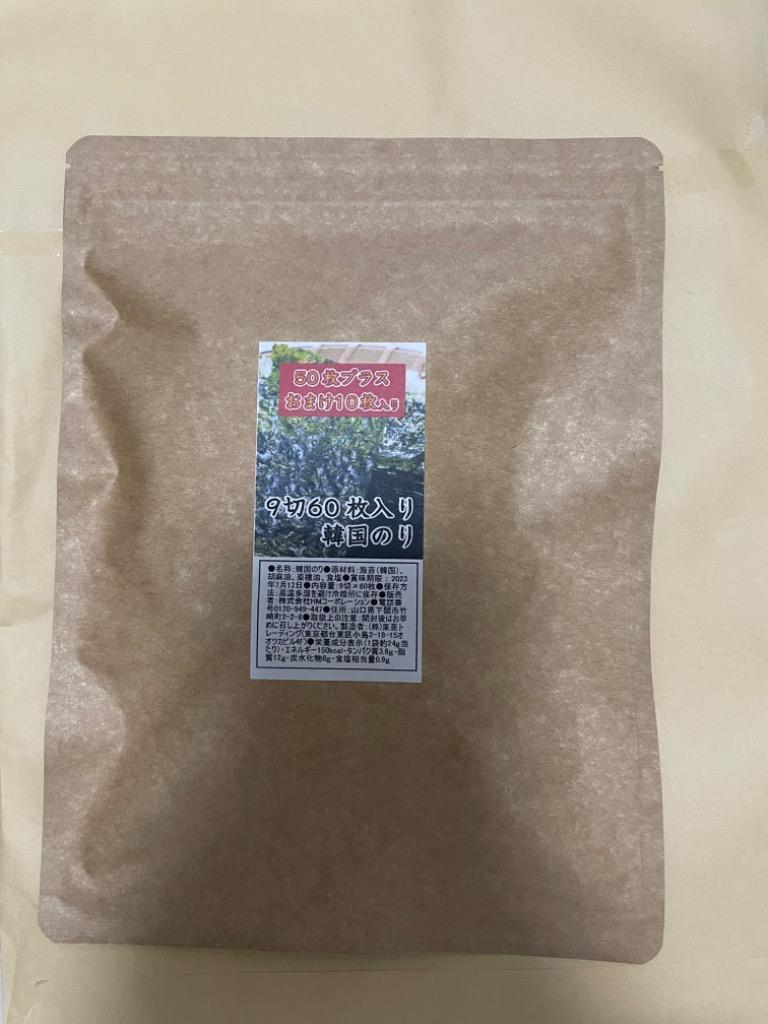 50枚プラス
おまけ10枚入り
9切60枚入り
韓国のり
●名称:韓国のり●原材料:海苔(韓国)、
胡麻油、菜種油、食塩●賞味期限:2023
年7月12日●内容量:9切×60枚●保存方
法:高温多湿を避け冷暗所に保存●販売
者:株式会社HMコーポレーション●電話番
号0120-949-447●住所:山口県下関市竹
崎町2-2-6●取扱上の注意:開封後はお早
めに召し上がりください。製造者:(株)東亜ト
レーディング(東京都台東区小島2-18-15オ
オツカビル4F)●栄養成分表示(1袋約24g当
たり)・エネルギー150kcal・タンパク質3.8g・脂
質12g・炭水化物6g・食塩相当量0.9g